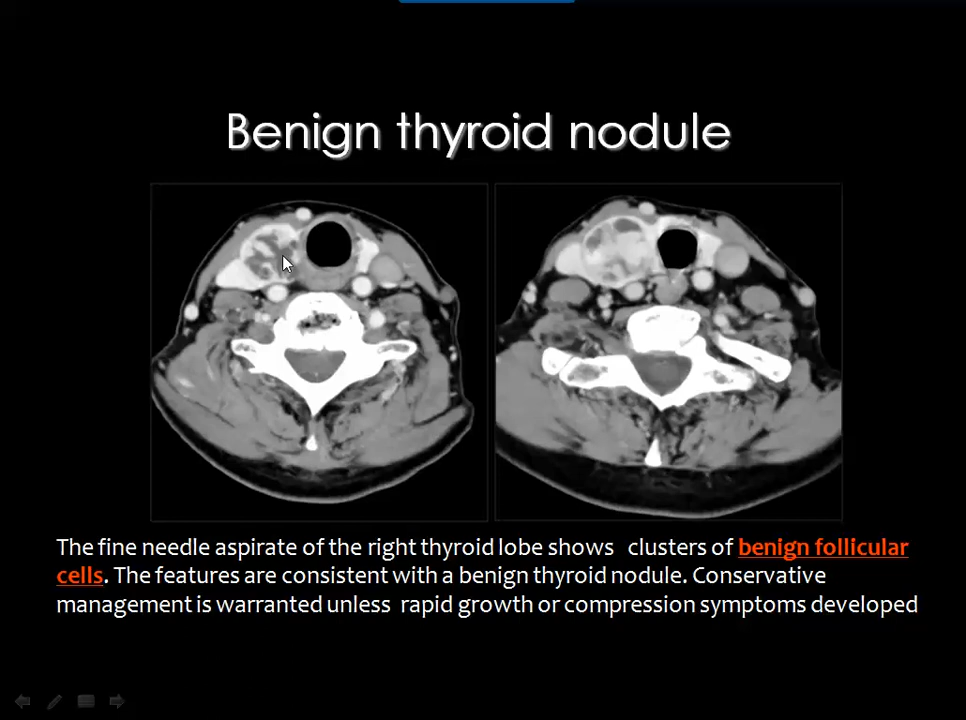 Benign thyroid nodule
The fine needle aspirate of the right thyroid lobe shows clusters of benign follicular
cells. The features are consistent with a benign thyroid nodule. Conservative
management is warranted unless rapid growth or compression symptoms developed